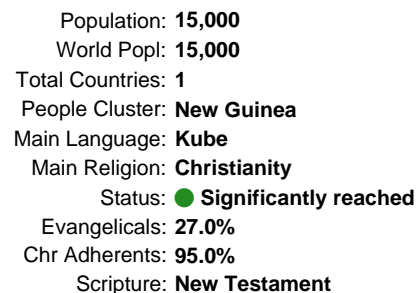 Population: 15,000
World Popl: 15,000
Total Countries: 1
People Cluster: New Guinea
Main Language: Kube
Main Religion: Christianity
Status: Significantly reached
Evangelicals: 27.0%
Chr Adherents: 95.0%
Scripture: New Testament